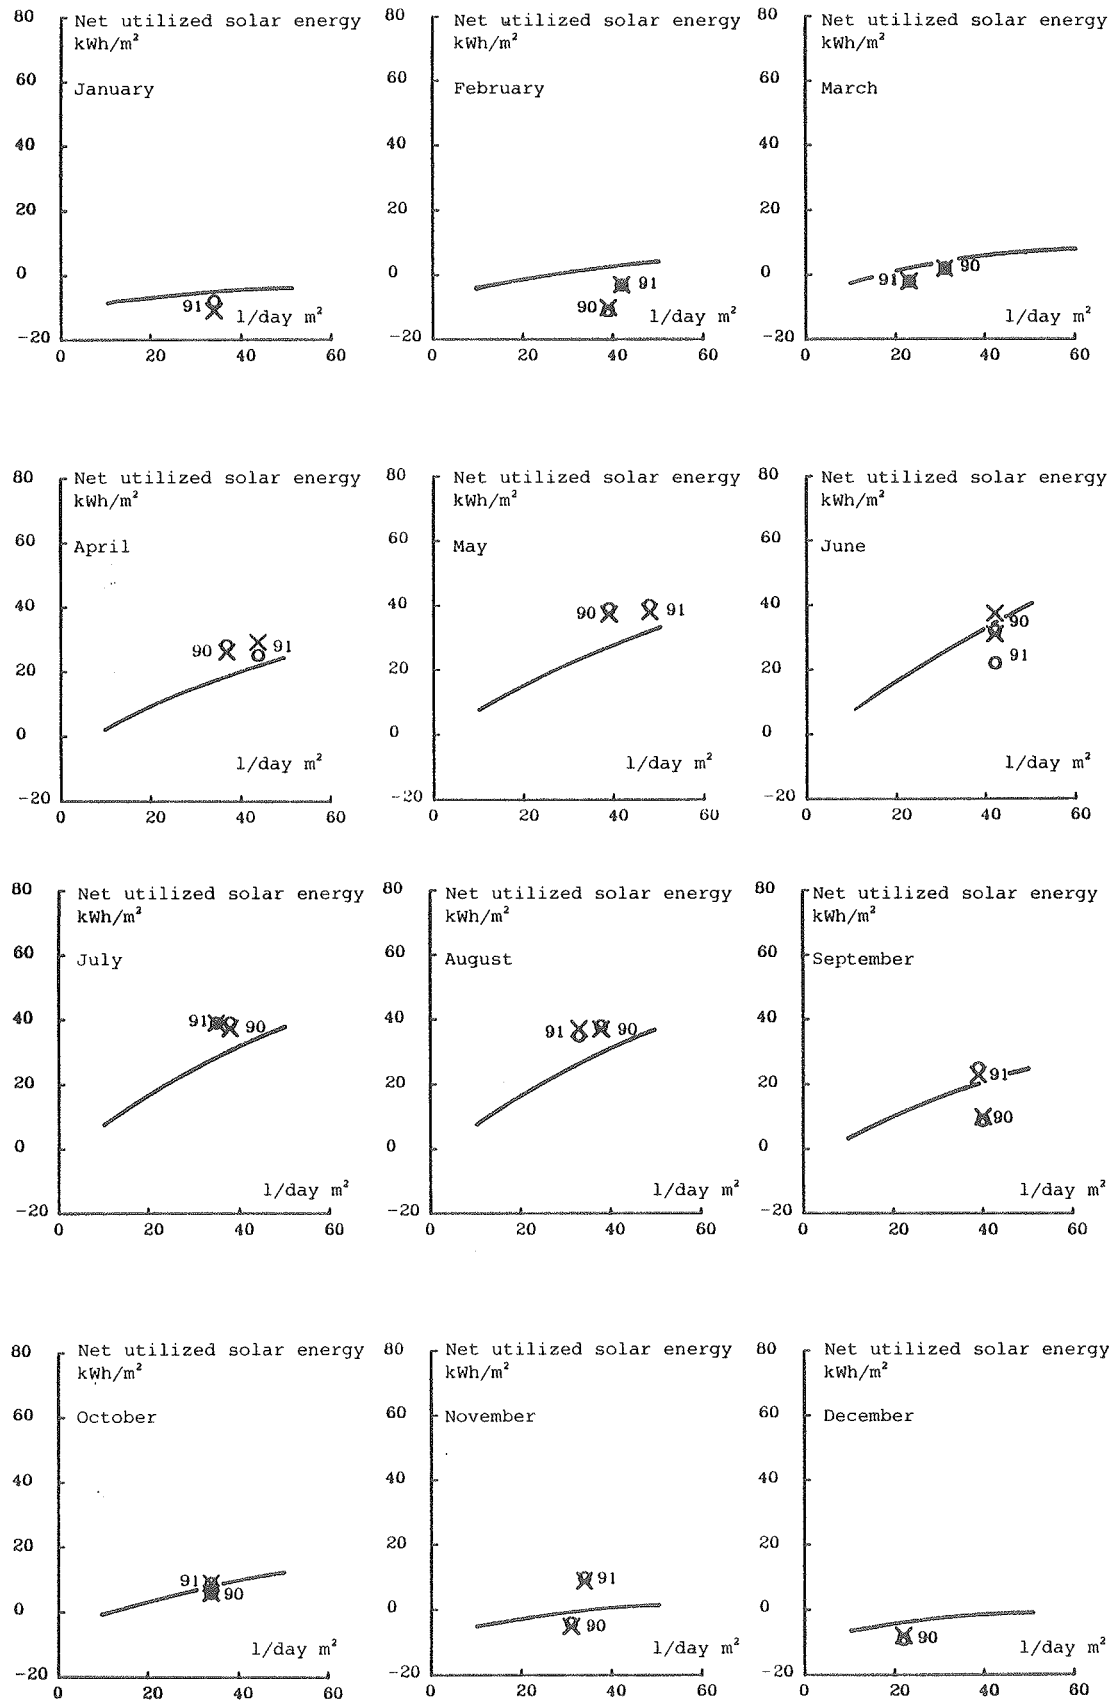 80 Net utilized solar energy
kWh/m²
60
January
40
20
0
91
l/day m²
-20
0 20 40 60
80 Net utilized solar energy
kWh/m²
60
February
40
20
0
91
90
l/day m²
-20
0 20 40 60
80 Net utilized solar energy
kWh/m²
60
March
40
20
0
91 90
l/day m²
-20
0 20 40 60
80 Net utilized solar energy
kWh/m²
60
April
40
90 91
20
0
l/day m²
-20
0 20 40 60
80 Net utilized solar energy
kWh/m²
60
May
40
90 91
20
0
l/day m²
-20
0 20 40 60
80 Net utilized solar energy
kWh/m²
60
June
40
90
91
20
0
l/day m²
-20
0 20 40 60
80 Net utilized solar energy
kWh/m²
60
July
40
91 90
20
0
l/day m²
-20
0 20 40 60
80 Net utilized solar energy
kWh/m²
60
August
40
91 90
20
0
l/day m²
-20
0 20 40 60
80 Net utilized solar energy
kWh/m²
60
September
40
20
91
90
0
l/day m²
-20
0 20 40 60
80 Net utilized solar energy
kWh/m²
60
October
40
20
91
90
0
l/day m²
-20
0 20 40 60
80 Net utilized solar energy
kWh/m²
60
November
40
20
91
0
90
l/day m²
-20
0 20 40 60
80 Net utilized solar energy
kWh/m²
60
December
40
20
0
90
l/day m²
-20
0 20 40 60